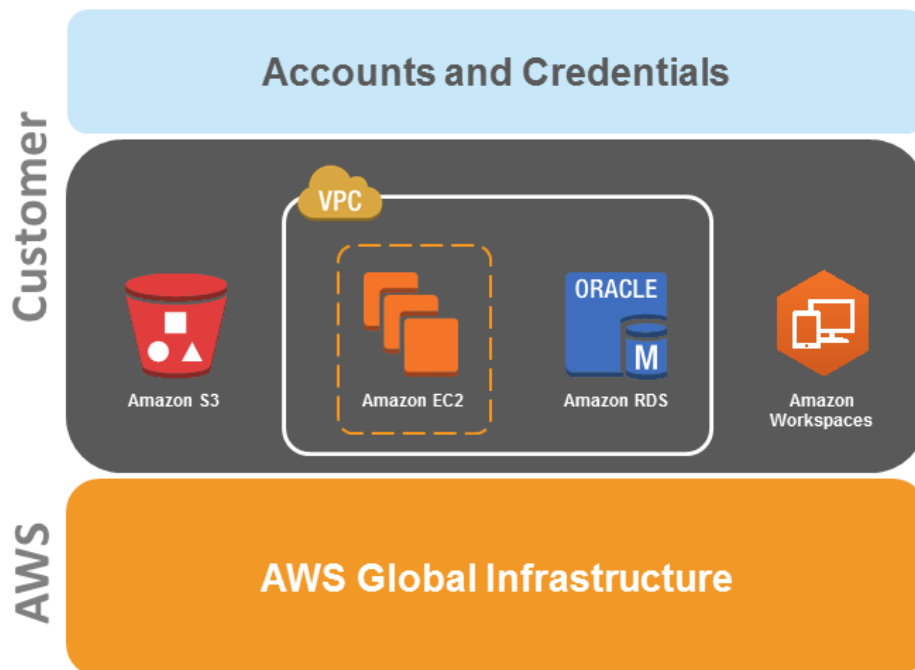 Customer
Accounts and Credentials
VPC
ORACLE
M
Amazon S3
Amazon EC2
Amazon RDS
Amazon
Workspaces
AWS
AWS Global Infrastructure